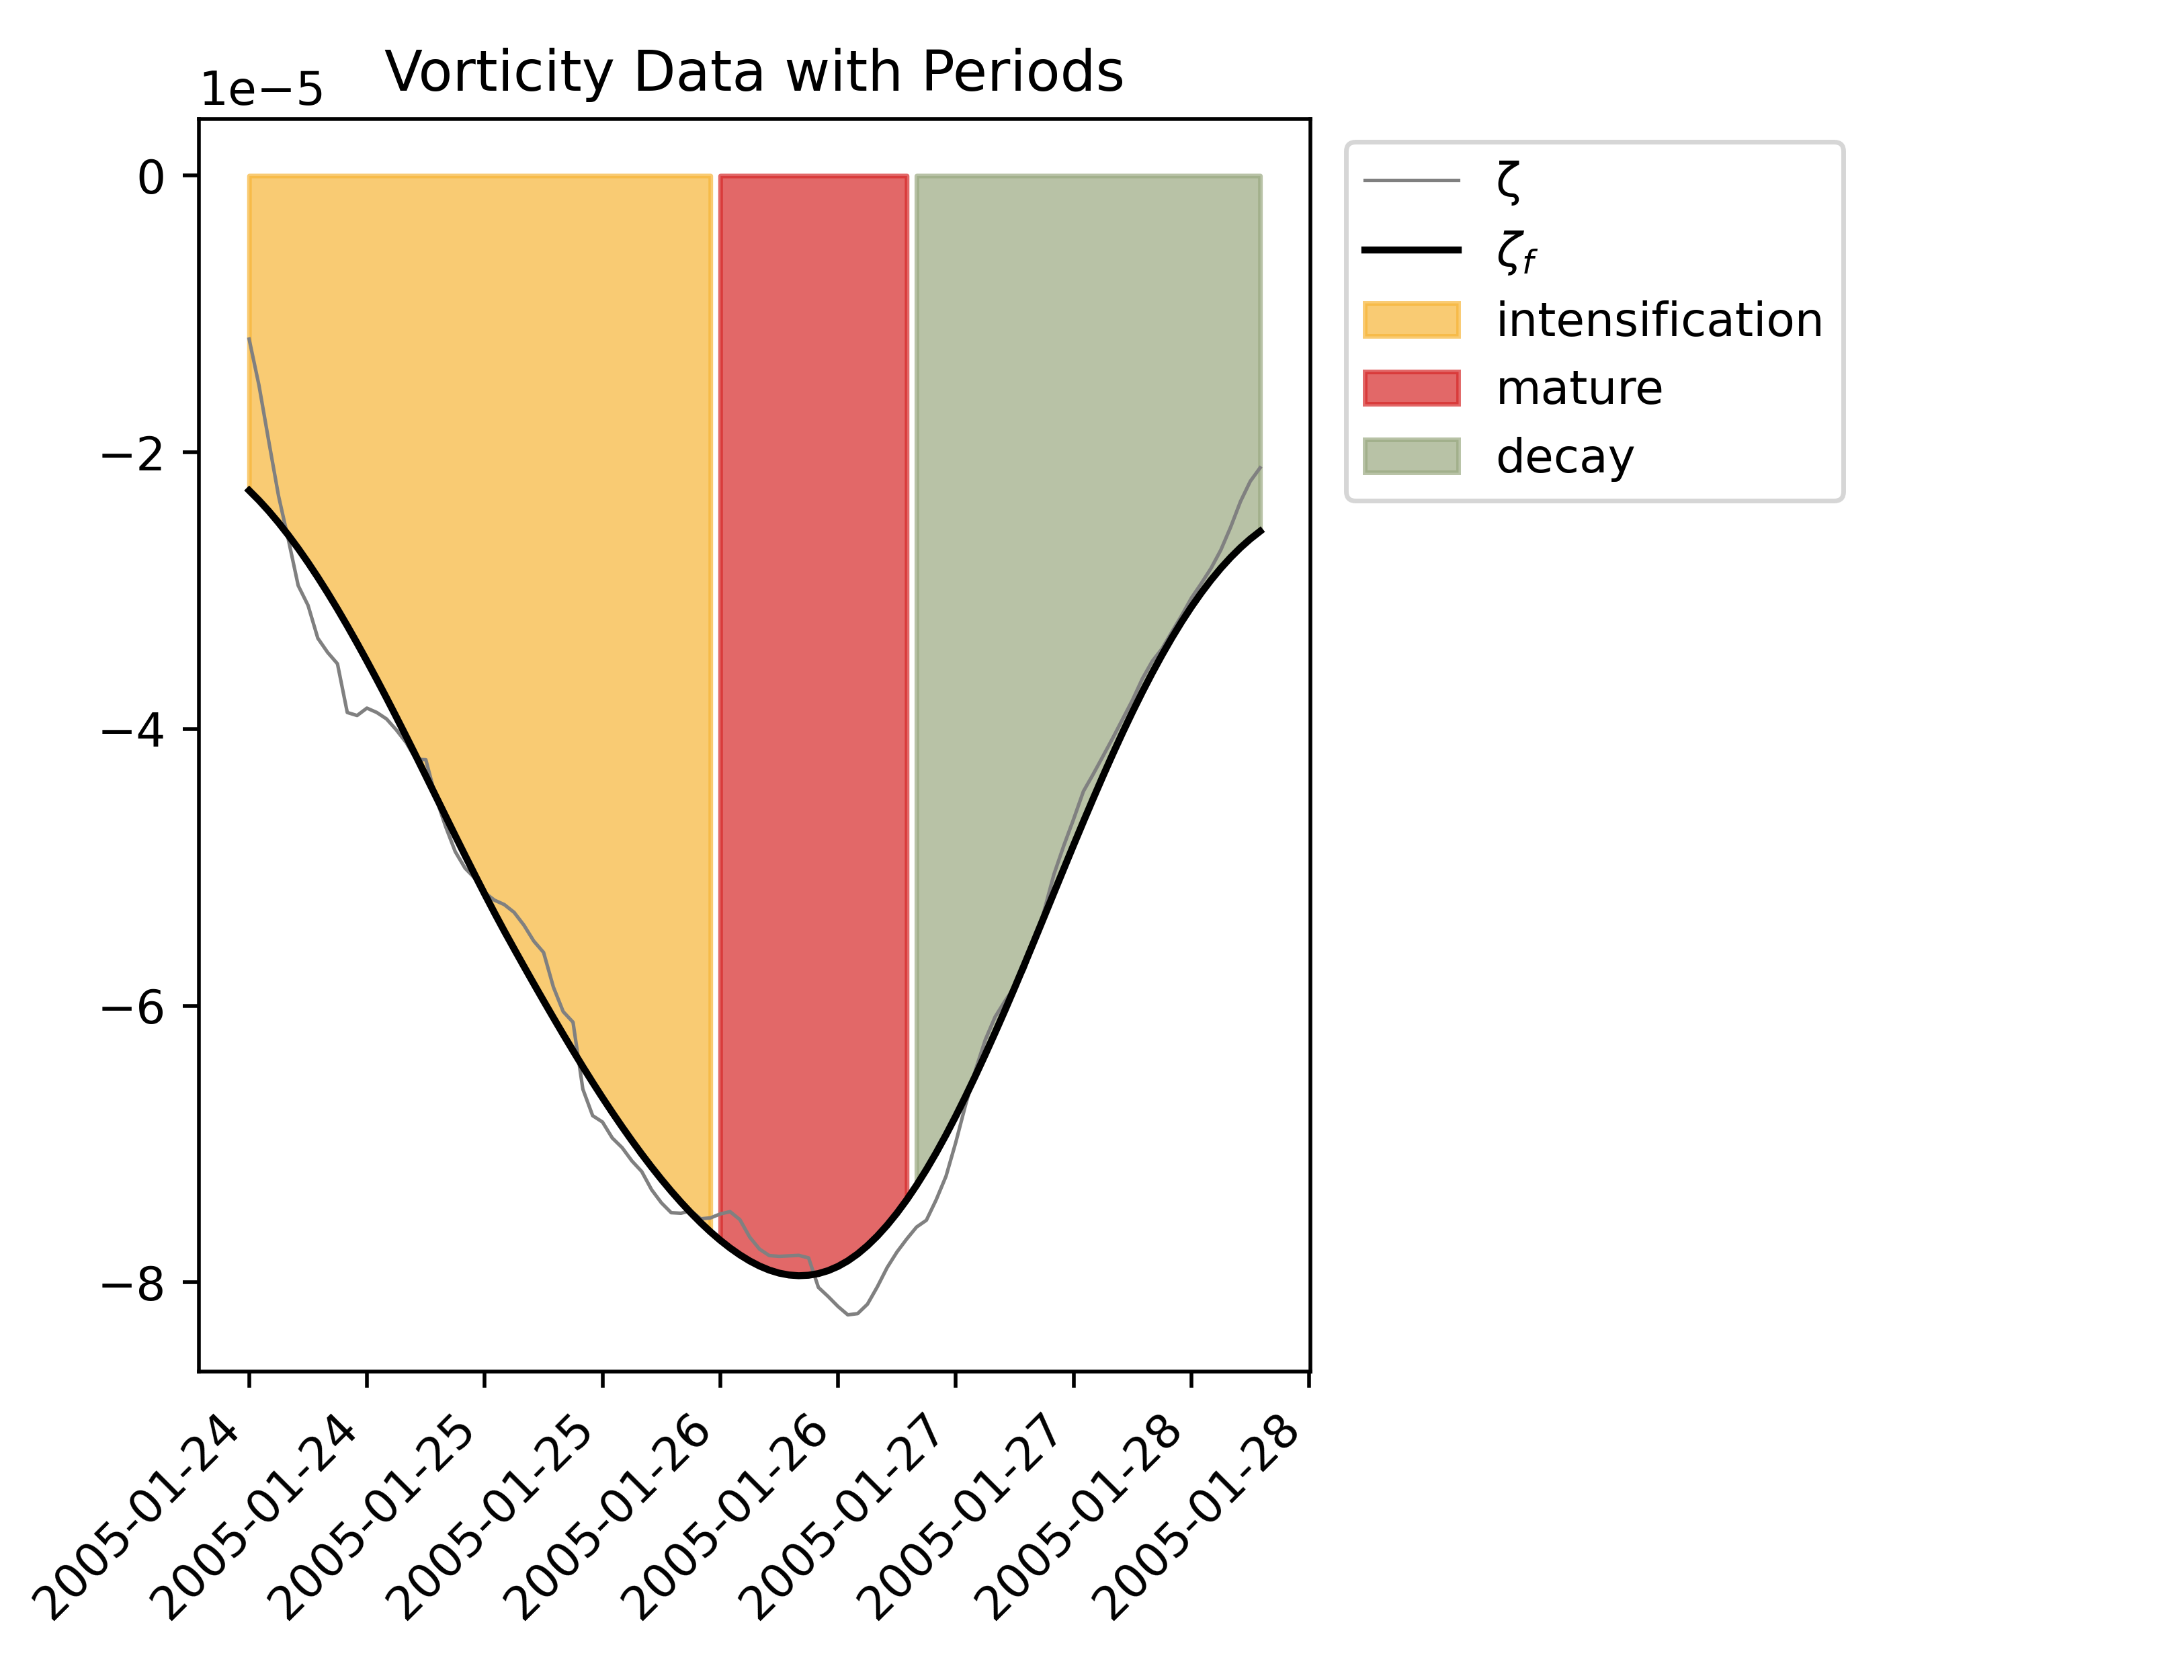 Vorticity Data with Periods
1e−5
0
−2
−4
−6
−8
2005-01-24
2005-01-24
2005-01-25
2005-01-25
2005-01-26
2005-01-26
2005-01-27
2005-01-27
2005-01-28
2005-01-28
ζ
ζf
intensification
mature
decay